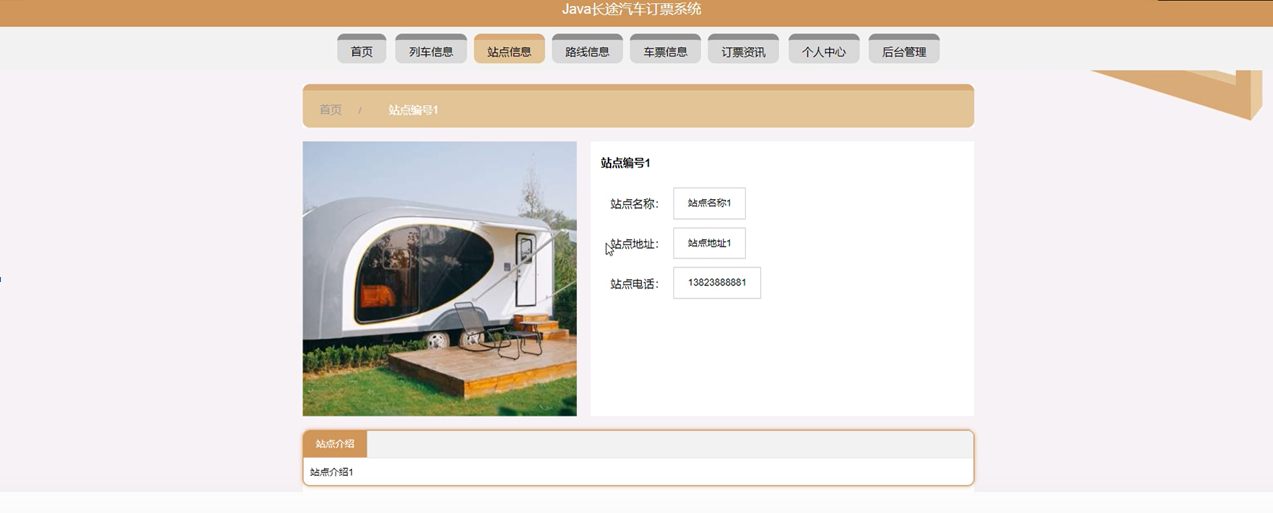 Java长途汽车订票系统
首页 列车信息 站点信息 路线信息 车票信息 订票资讯 个人中心 后台管理
首页 / 站点编号1
站点编号1
站点名称： 站点名称1
站点地址： 站点地址1
站点电话： 13823888881
站点介绍
站点介绍1